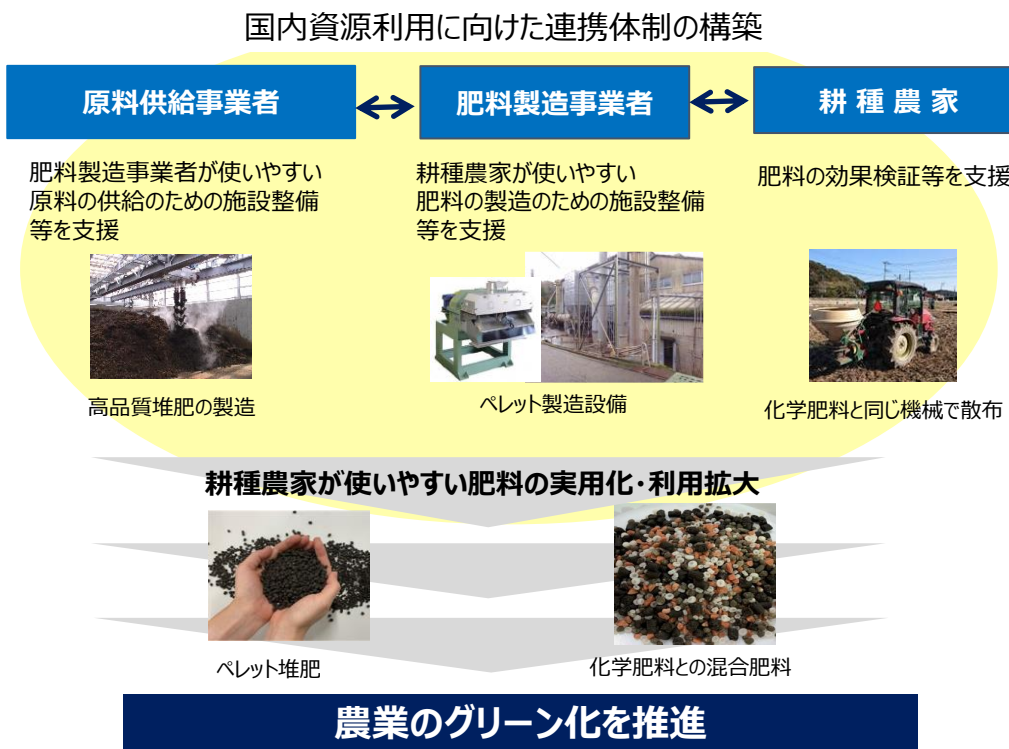 国内資源利用に向けた連携体制の構築
原料供給事業者
肥料製造事業者
耕種農家
肥料製造事業者が使いやすい
原料の供給のための施設整備
等を支援
耕種農家が使いやすい
肥料の製造のための施設整備
等を支援
肥料の効果検証等を支援
高品質堆肥の製造
ペレット製造設備
化学肥料と同じ機械で散布
耕種農家が使いやすい肥料の実用化・利用拡大
ペレット堆肥
化学肥料との混合肥料
農業のグリーン化を推進